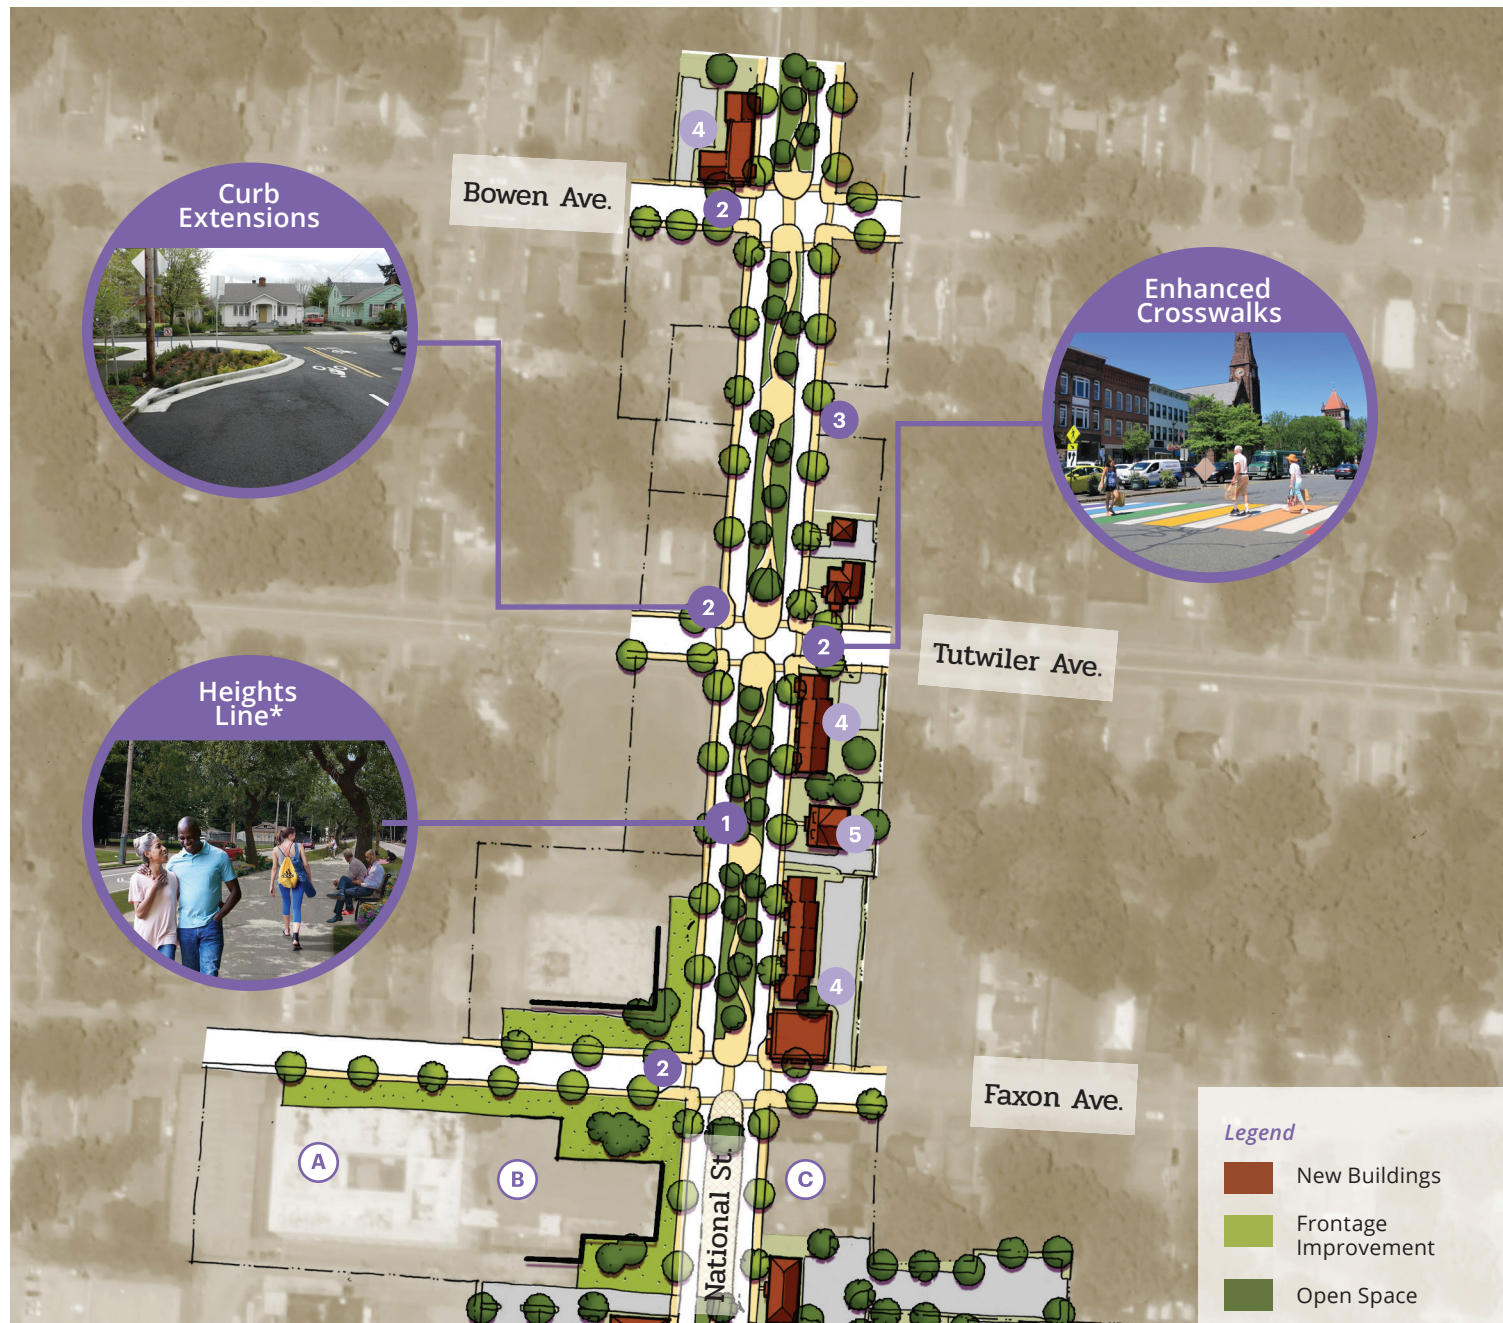 4
Bowen Ave.
2
Curb
Extensions
Enhanced
Crosswalks
3
2
2
Tutwiler Ave.
Heights
Line*
4
1
5
4
2
Faxon Ave.
A
B
C
National St.
Legend
New Buildings
Frontage
Improvement
Open Space